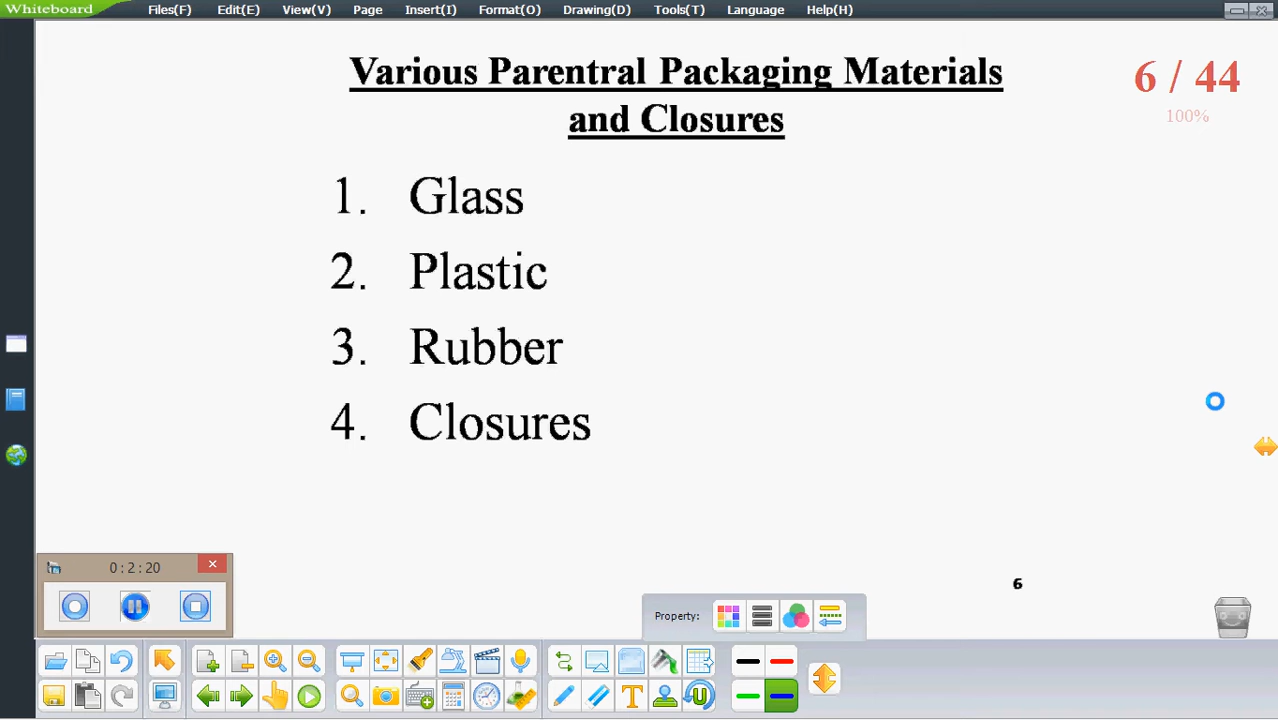 Whiteboard Files(F) Edit(E) View(V) Page Insert(I) Format(O) Drawing(D) Tools(T) Language Help(H)
Various Parentral Packaging Materials
and Closures
6 / 44
100%
1. Glass
2. Plastic
3. Rubber
4. Closures
0 : 2 : 20
6
Property: